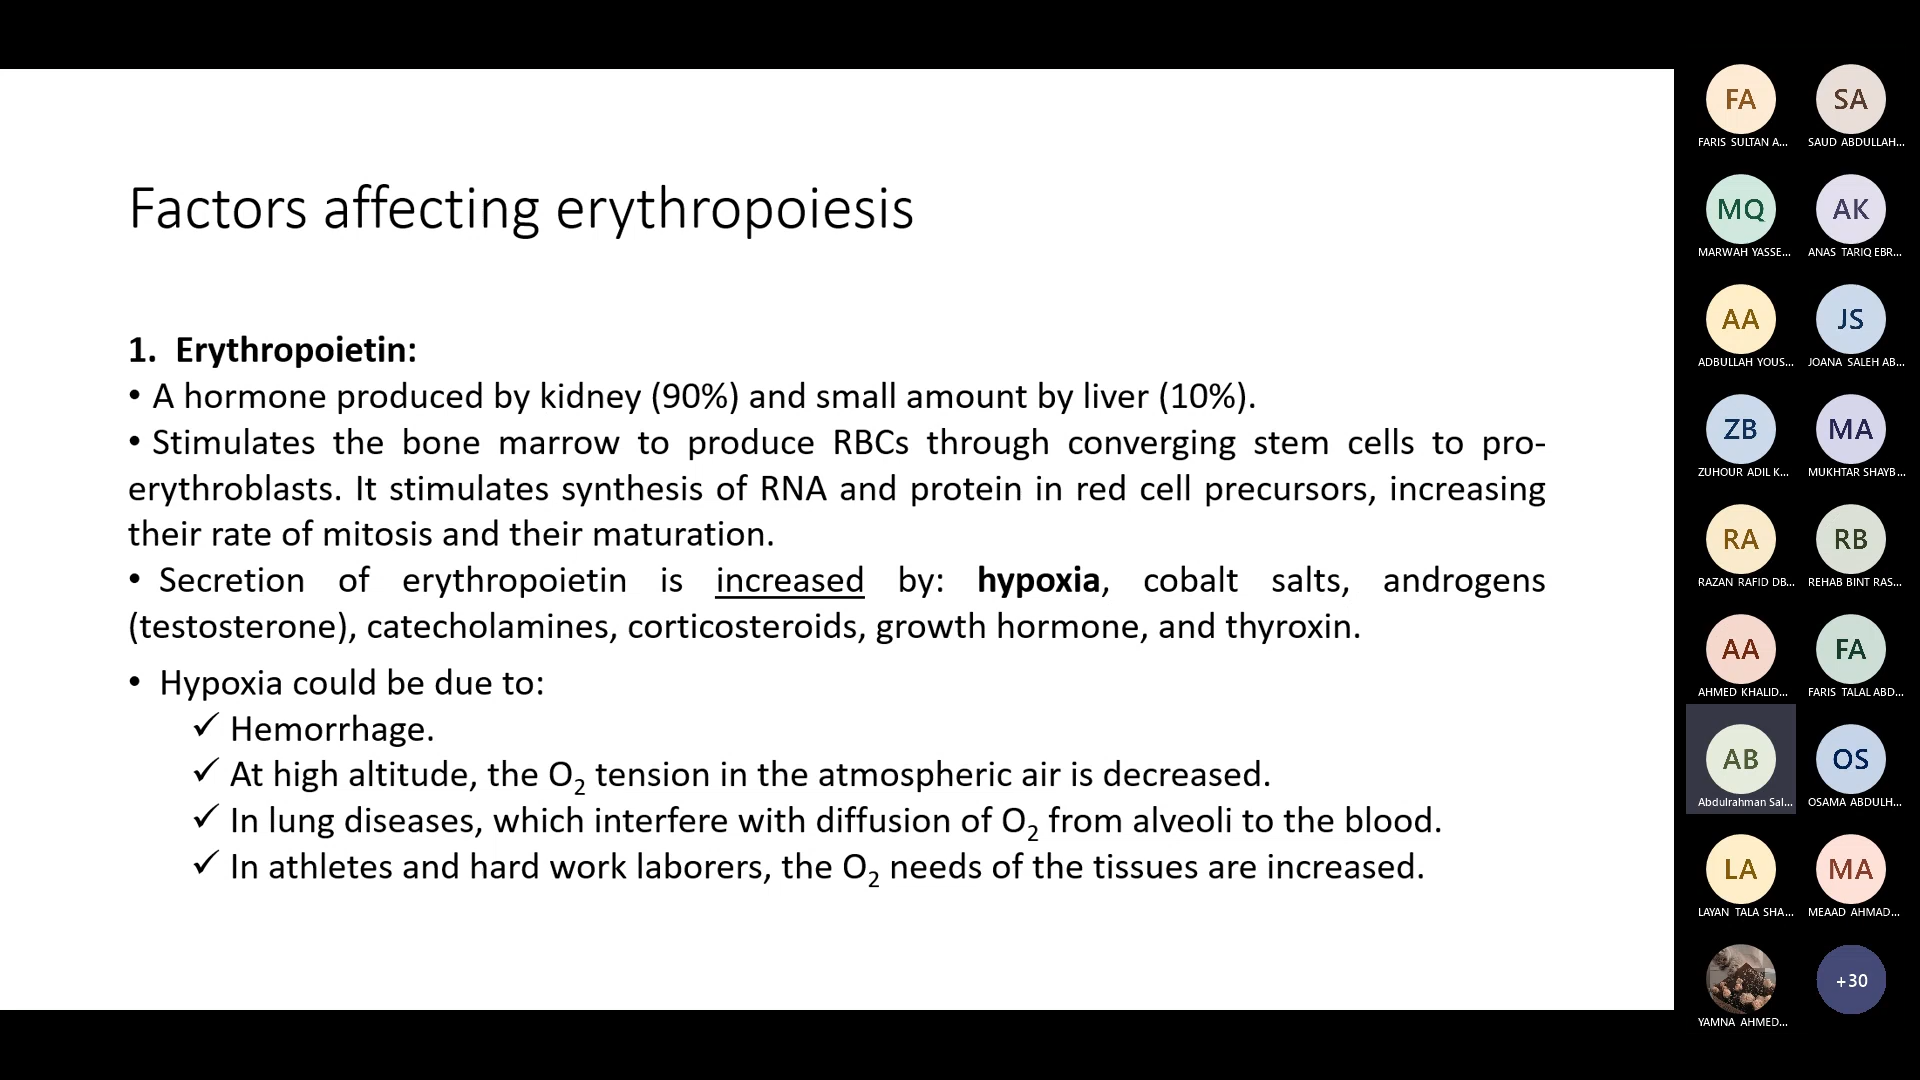 Factors affecting erythropoiesis
1. Erythropoietin:
• A hormone produced by kidney (90%) and small amount by liver (10%).
• Stimulates the bone marrow to produce RBCs through converging stem cells to pro-
erythroblasts. It stimulates synthesis of RNA and protein in red cell precursors, increasing
their rate of mitosis and their maturation.
• Secretion of erythropoietin is increased by: hypoxia, cobalt salts, androgens
(testosterone), catecholamines, corticosteroids, growth hormone, and thyroxin.
• Hypoxia could be due to:
✓ Hemorrhage.
✓ At high altitude, the O₂ tension in the atmospheric air is decreased.
✓ In lung diseases, which interfere with diffusion of O₂ from alveoli to the blood.
✓ In athletes and hard work laborers, the O₂ needs of the tissues are increased.
FA SA
FARIS SULTAN A... SAUD ABDULLAH...
MQ AK
MARWAH YASSE... ANAS TARIQ EBR...
AA JS
ADBULLAH YOUS... JOANA SALEH AB...
ZB MA
ZUHOUR ADIL K... MUKHTAR SHAYB...
RA RB
RAZAN RAFID DB... REHAB BINT RAS...
AA FA
AHMED KHALID... FARIS TALAL ABD...
AB OS
Abdulrahman Sal... OSAMA ABDULH...
LA MA
LAYAN TALA SHA... MEAAD AHMAD...
+30
YAMNA AHMED...